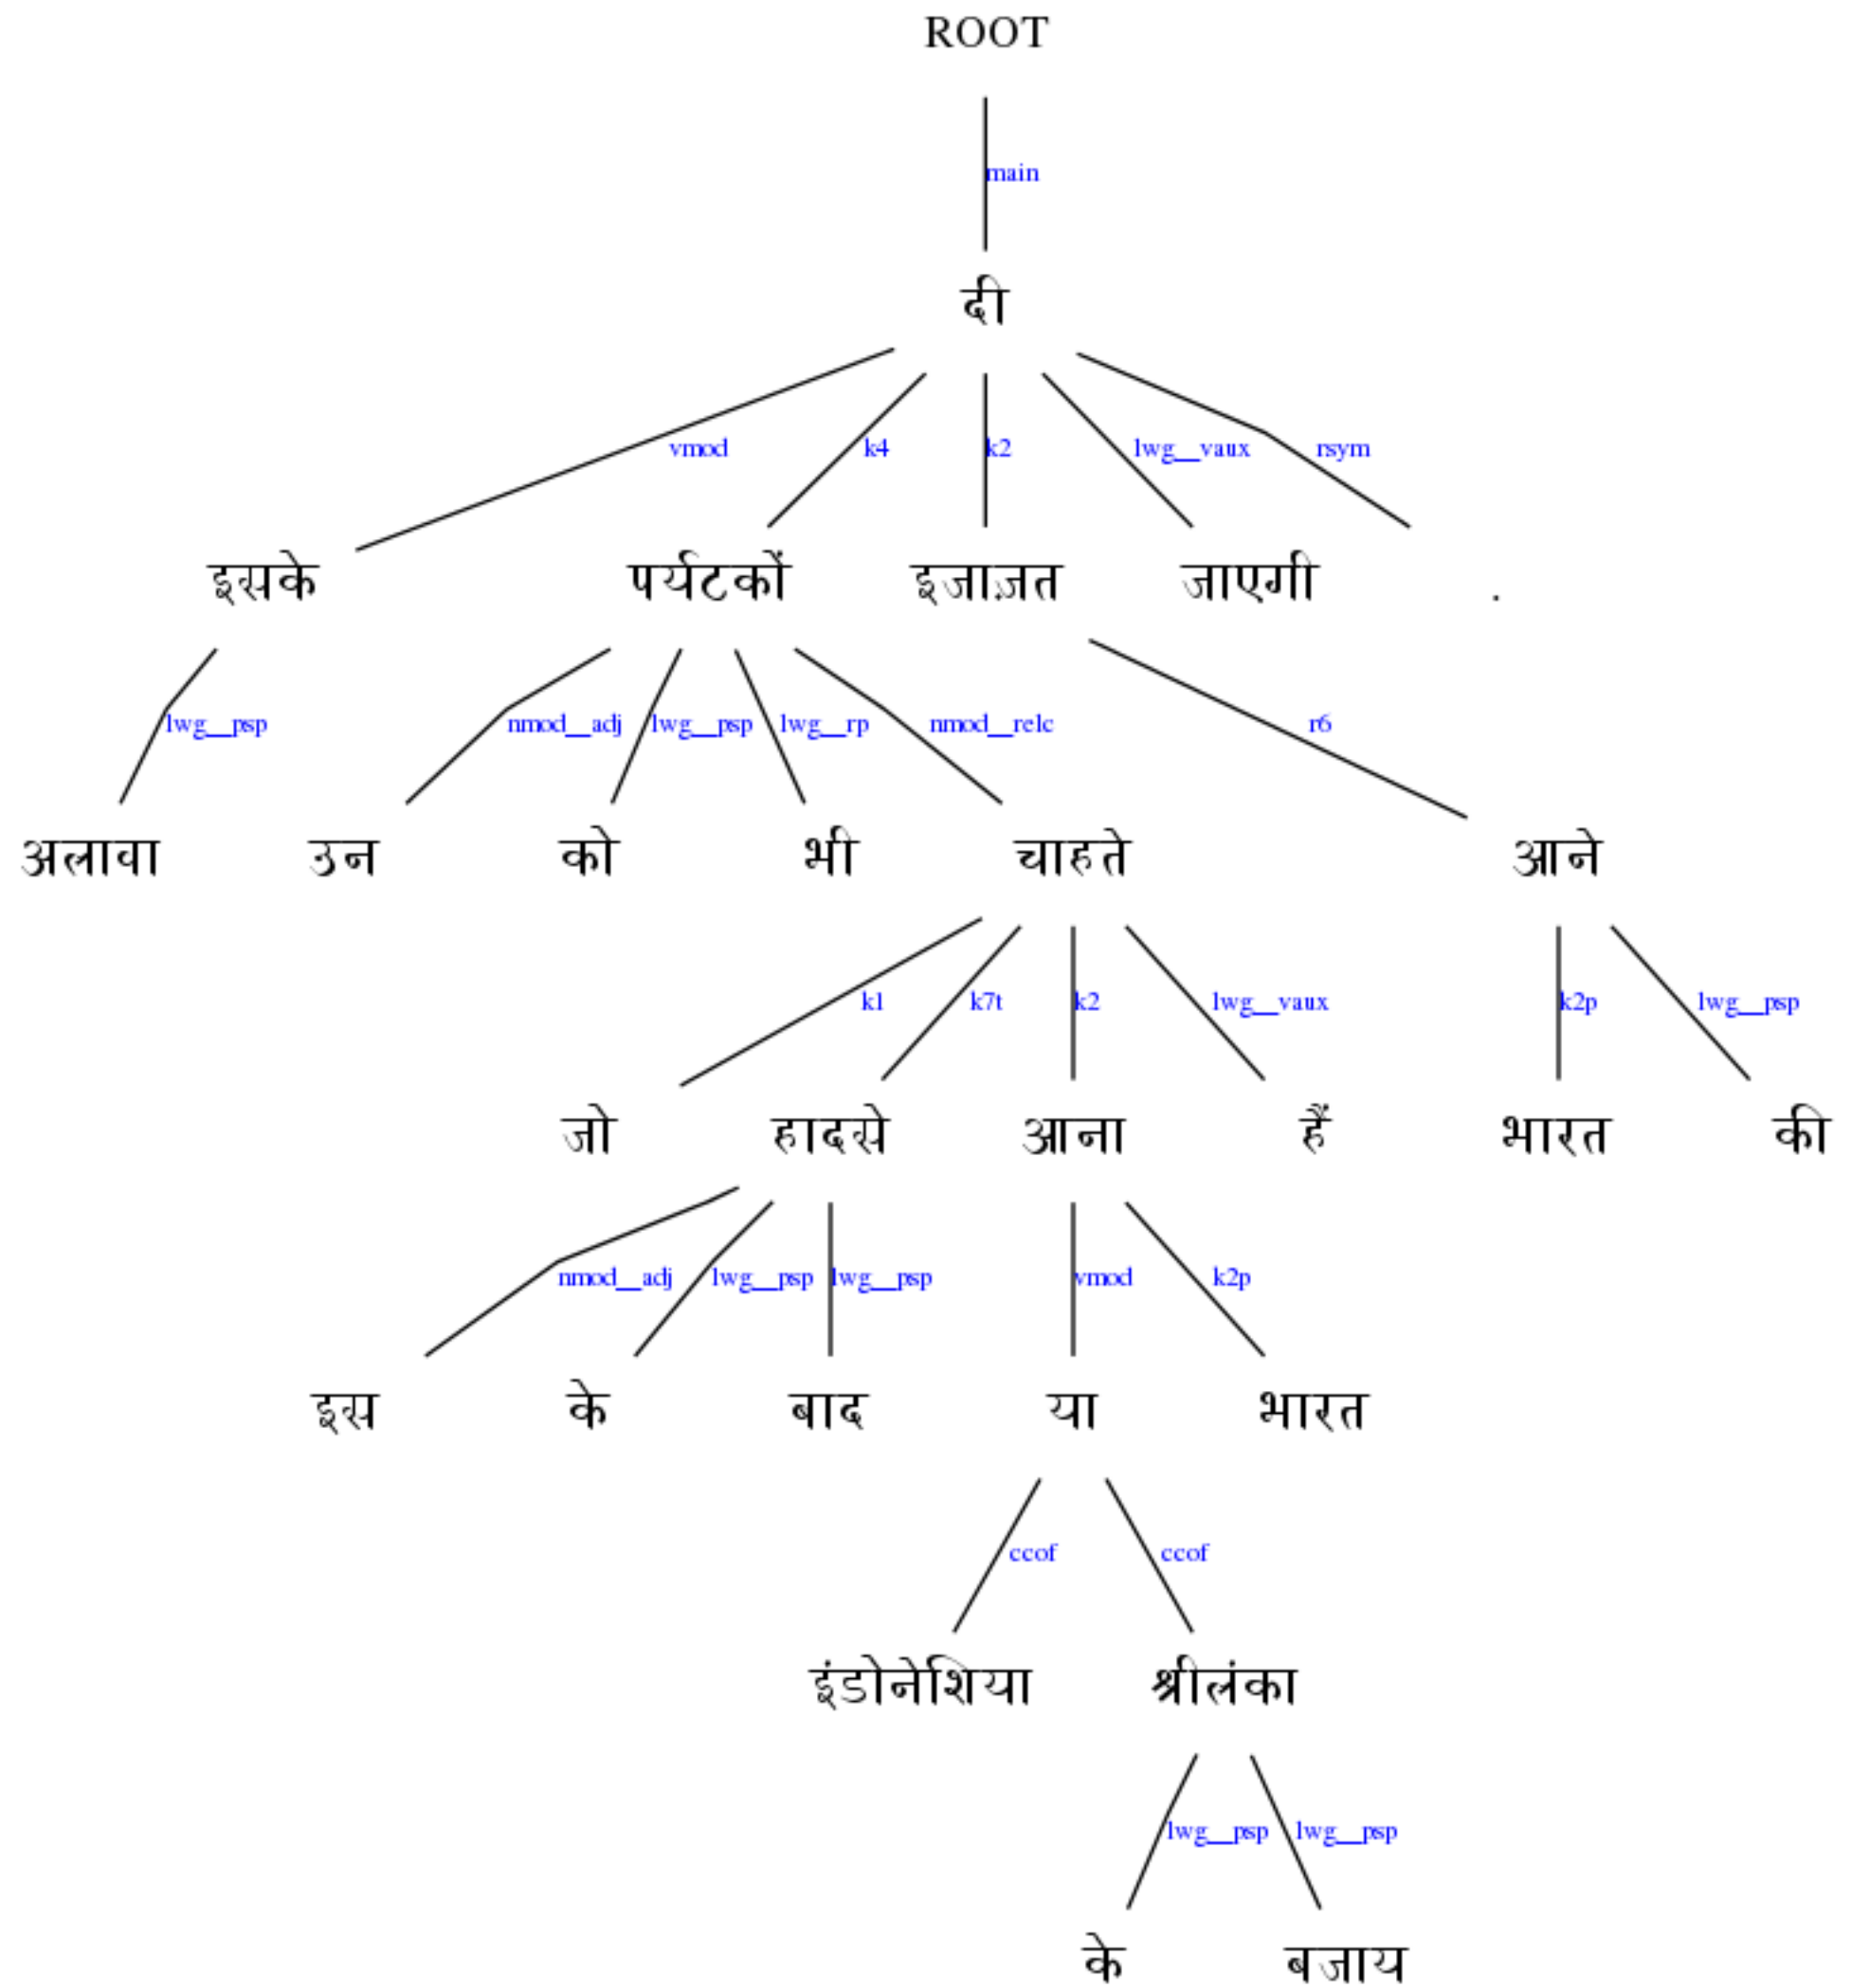 ROOT
main
दी
vmod k4 k2 lwg__vaux rsym
इसके पर्यटकों इजाज़त जाएगी .
lwg__psp nmod__adj lwg__psp lwg__rp nmod__relc r6
अलावा उन को भी चाहते आने
k1 k7t k2 lwg__vaux k2p lwg__psp
जो हादसे आना हैं भारत की
nmod__adj lwg__psp lwg__psp vmod k2p
इस के बाद या भारत
ccof ccof
इंडोनेशिया श्रीलंका
lwg__psp lwg__psp
के बजाय